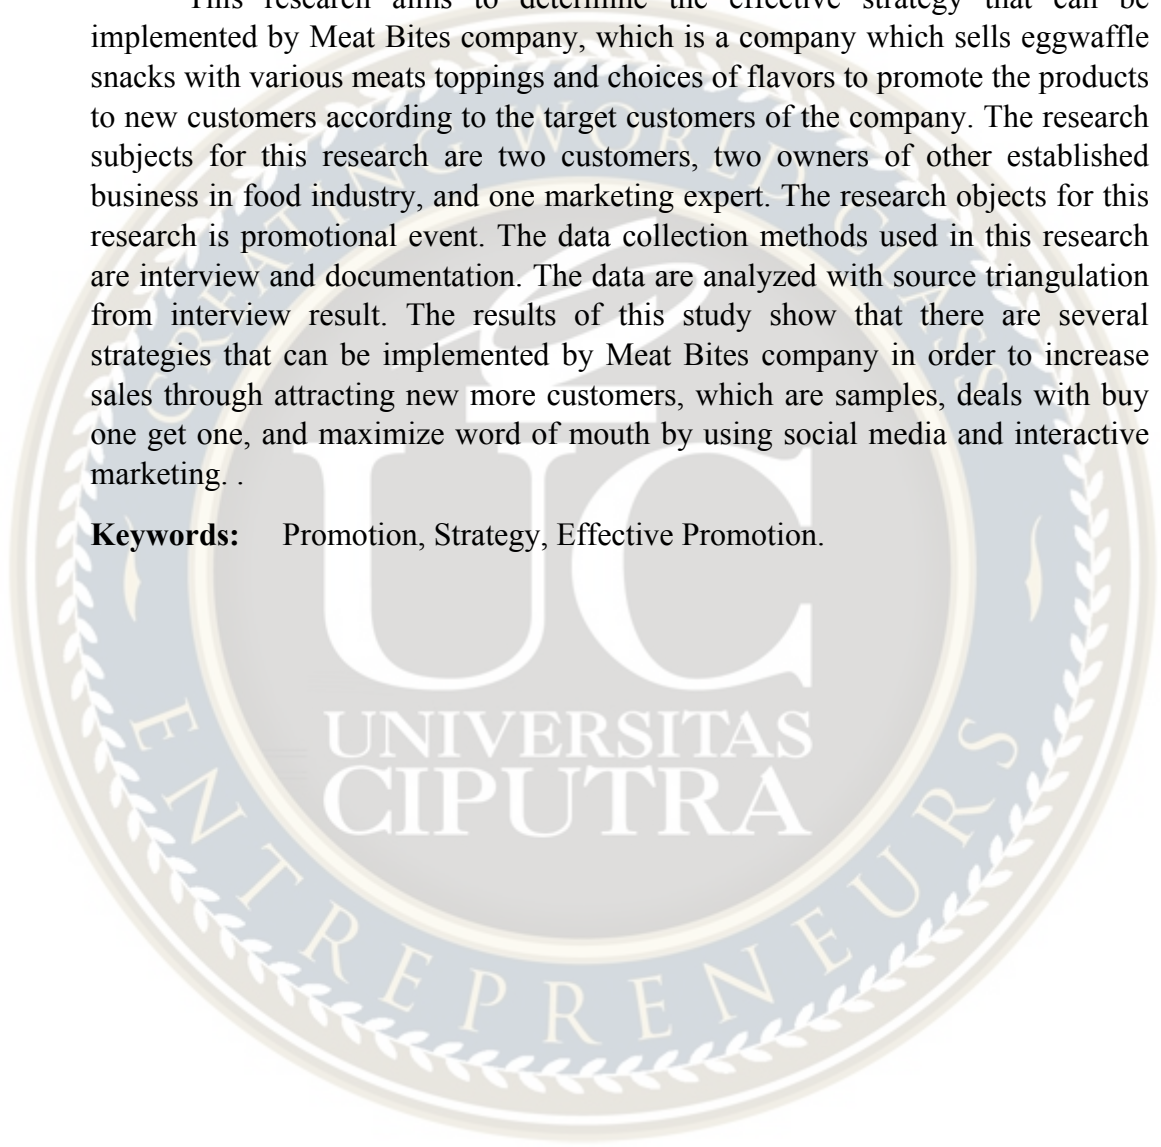 This research aims to determine the effective strategy that can be
implemented by Meat Bites company, which is a company which sells eggwaffle
snacks with various meats toppings and choices of flavors to promote the products
to new customers according to the target customers of the company. The research
subjects for this research are two customers, two owners of other established
business in food industry, and one marketing expert. The research objects for this
research is promotional event. The data collection methods used in this research
are interview and documentation. The data are analyzed with source triangulation
from interview result. The results of this study show that there are several
strategies that can be implemented by Meat Bites company in order to increase
sales through attracting new more customers, which are samples, deals with buy
one get one, and maximize word of mouth by using social media and interactive
marketing. .
Keywords: Promotion, Strategy, Effective Promotion.
CREATING WORLD CLASS
UC
UNIVERSITAS
CIPUTRA
ENTREPRENEURS